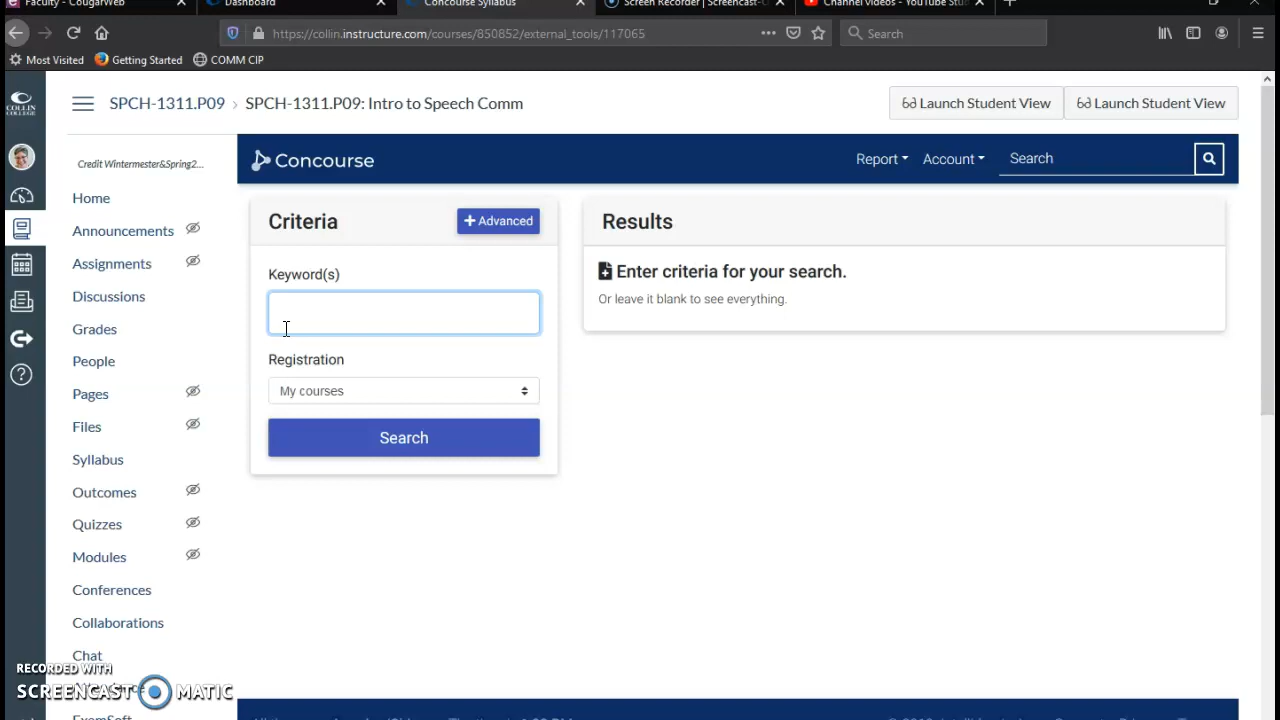 Faculty - CougarWeb
Dashboard
Concourse Syllabus
Screen Recorder | Screencast-O
Channel videos - YouTube Stu
https://collin.instructure.com/courses/850852/external_tools/117065
Search
Most Visited
Getting Started
COMM CIP
COLLIN COLLEGE
SPCH-1311.P09 › SPCH-1311.P09: Intro to Speech Comm
Launch Student View
Launch Student View
Credit Wintermester&Spring2...
Home
Announcements
Assignments
Discussions
Grades
People
Pages
Files
Syllabus
Outcomes
Quizzes
Modules
Conferences
Collaborations
Chat
ExamSoft
Concourse
Report
Account
Search
Criteria
+ Advanced
Keyword(s)
Registration
My courses
Search
Results
Enter criteria for your search.
Or leave it blank to see everything.
RECORDED WITH
SCREENCAST MATIC